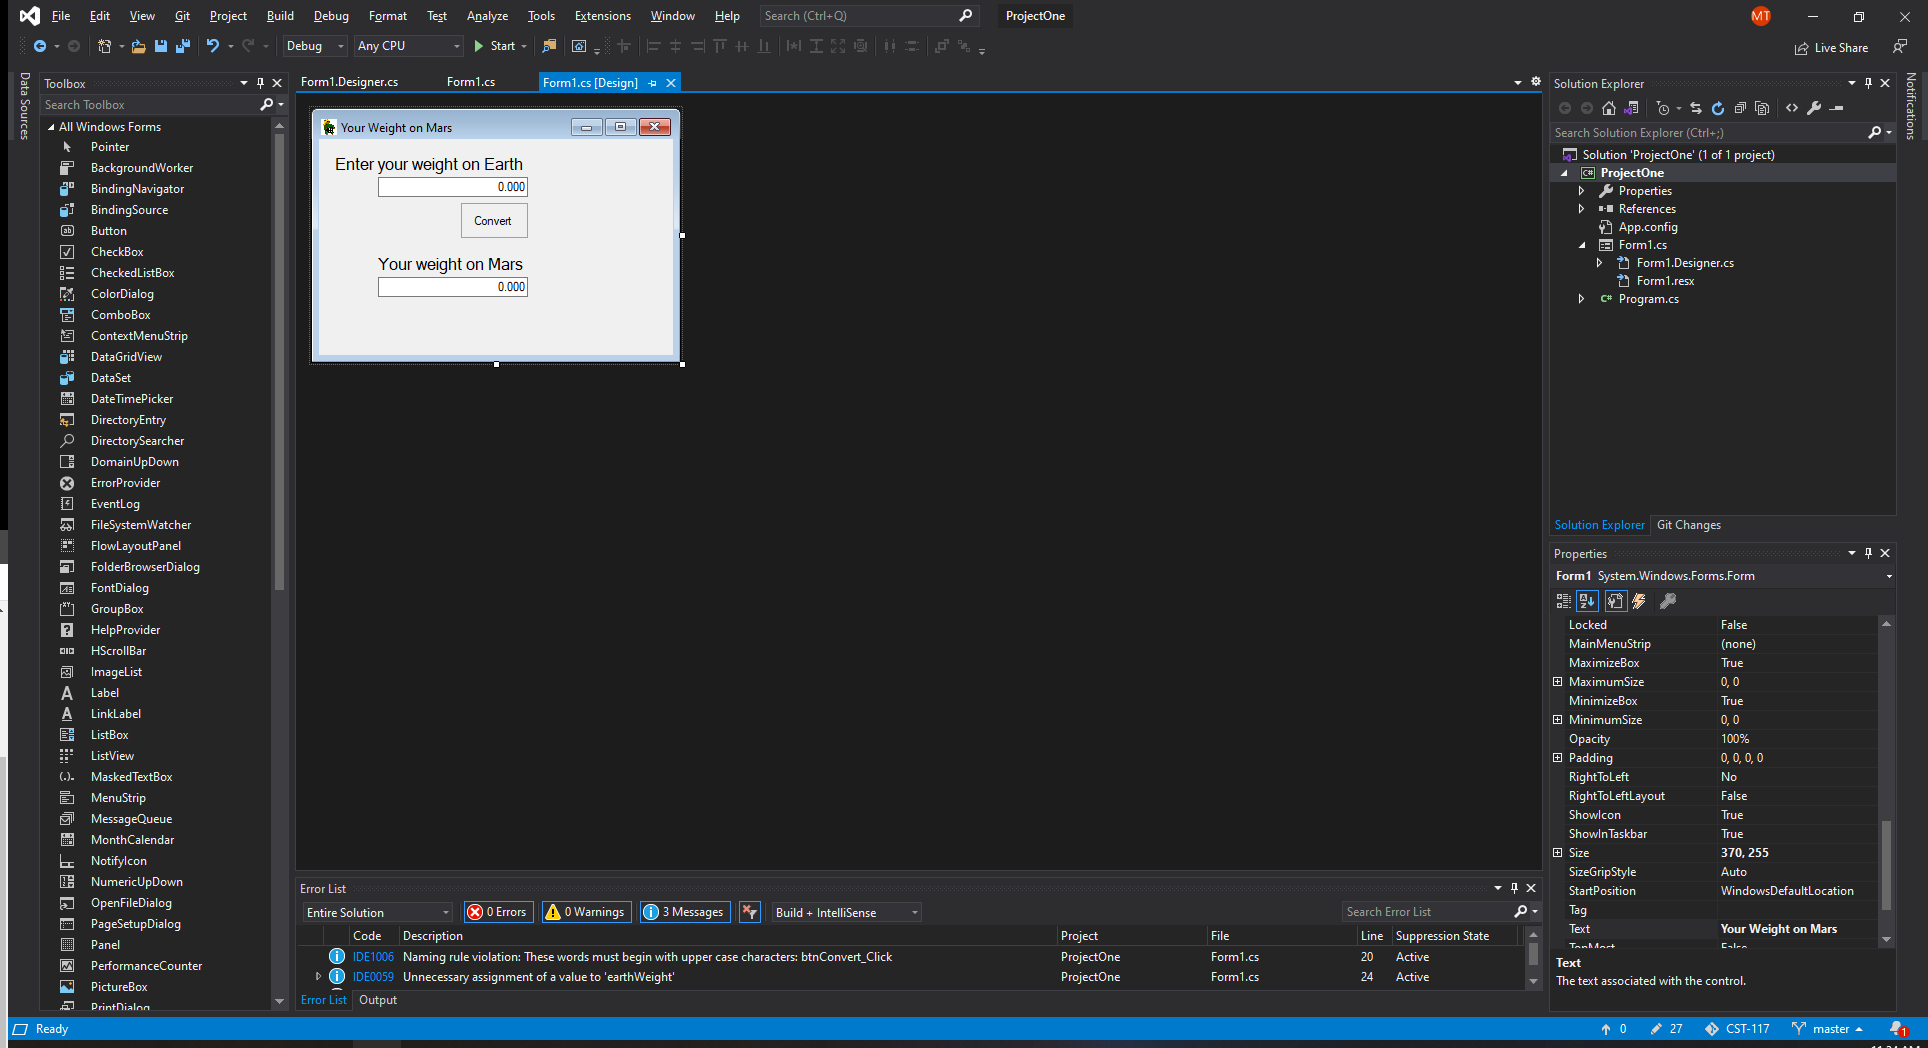 File Edit View Git Project Build Debug Format Test Analyze Tools Extensions Window Help Search (Ctrl+Q) ProjectOne MT
Debug Any CPU Start Live Share
Data Sources
Toolbox
Search Toolbox
All Windows Forms
Pointer
BackgroundWorker
BindingNavigator
BindingSource
Button
CheckBox
CheckedListBox
ColorDialog
ComboBox
ContextMenuStrip
DataGridView
DataSet
DateTimePicker
DirectoryEntry
DirectorySearcher
DomainUpDown
ErrorProvider
EventLog
FileSystemWatcher
FlowLayoutPanel
FolderBrowserDialog
FontDialog
GroupBox
HelpProvider
HScrollBar
ImageList
Label
LinkLabel
ListBox
ListView
MaskedTextBox
MenuStrip
MessageQueue
MonthCalendar
NotifyIcon
NumericUpDown
OpenFileDialog
PageSetupDialog
Panel
PerformanceCounter
PictureBox
PrintDialog
Form1.Designer.cs Form1.cs Form1.cs [Design]
Your Weight on Mars
Enter your weight on Earth
0.000
Convert
Your weight on Mars
0.000
Error List
Entire Solution 0 Errors 0 Warnings 3 Messages Build + IntelliSense Search Error List
Code Description Project File Line Suppression State
IDE1006 Naming rule violation: These words must begin with upper case characters: btnConvert_Click ProjectOne Form1.cs 20 Active
IDE0059 Unnecessary assignment of a value to 'earthWeight' ProjectOne Form1.cs 24 Active
Error List Output
Solution Explorer
Search Solution Explorer (Ctrl+;)
Solution 'ProjectOne' (1 of 1 project)
C# ProjectOne
Properties
References
App.config
Form1.cs
Form1.Designer.cs
Form1.resx
C# Program.cs
Solution Explorer Git Changes
Properties
Form1 System.Windows.Forms.Form
Locked False
MainMenuStrip (none)
MaximizeBox True
MaximumSize 0, 0
MinimizeBox True
MinimumSize 0, 0
Opacity 100%
Padding 0, 0, 0, 0
RightToLeft No
RightToLeftLayout False
ShowIcon True
ShowInTaskbar True
Size 370, 255
SizeGripStyle Auto
StartPosition WindowsDefaultLocation
Tag
Text Your Weight on Mars
TopMost False
Text
The text associated with the control.
Notifications
Ready 0 27 CST-117 master 1